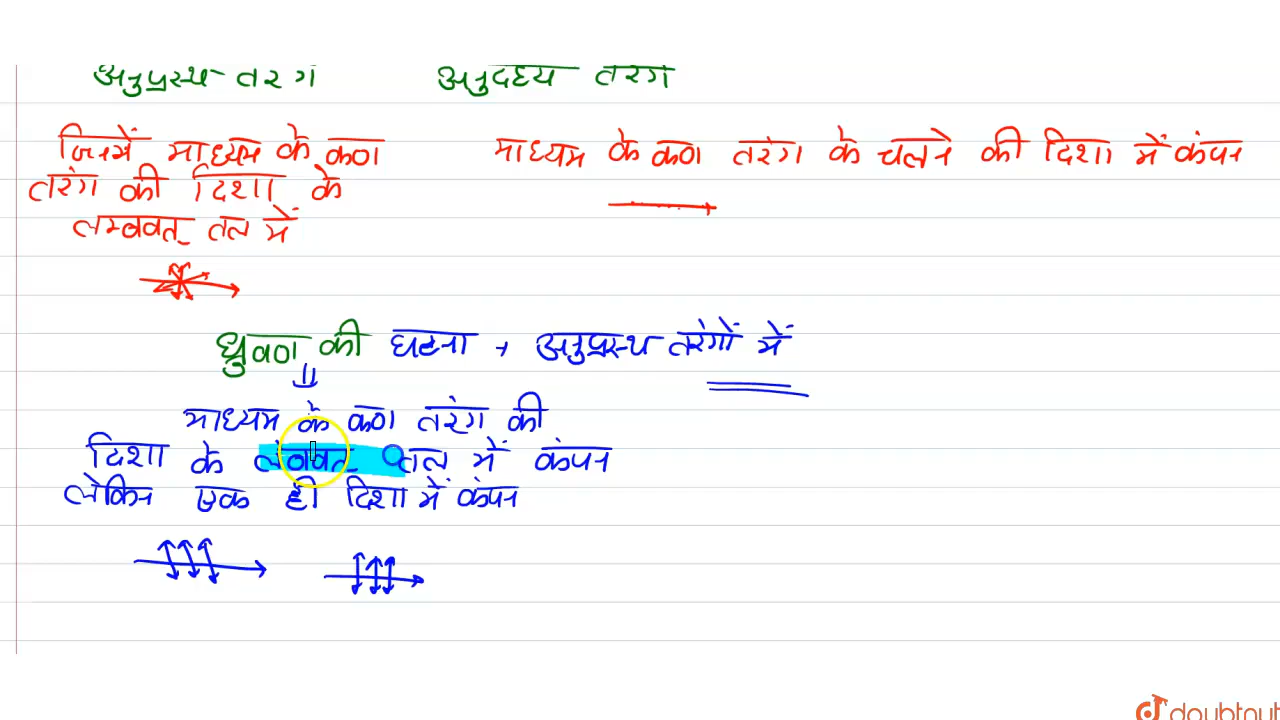 अनुप्रस्थ तरंग
अनुदैर्ध्य तरंग
जिनमें माध्यम के कण
तरंग की दिशा के
लम्बवत् तल में
माध्यम के कण तरंग के चलने की दिशा में कंपन
ध्रुवण की घटना , अनुप्रस्थ तरंगों में
माध्यम के कण तरंग की
दिशा के लंबवत् तल में कंपन
लेकिन एक ही दिशा में कंपन
doubtnut